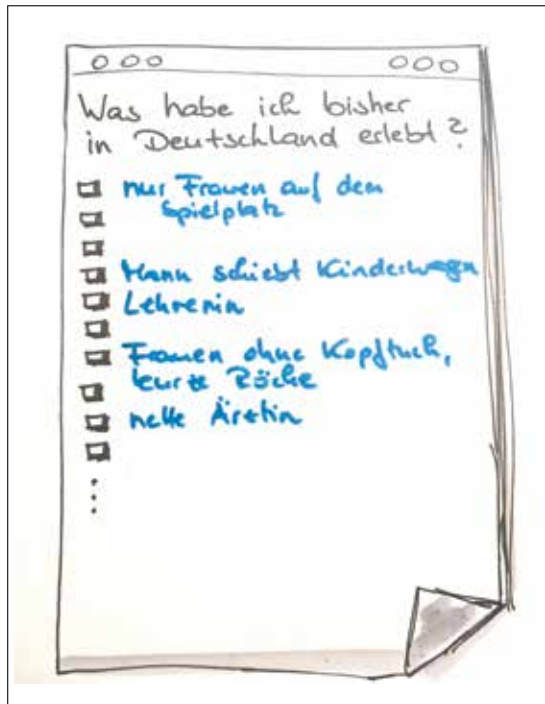 Was habe ich bisher
in Deutschland erlebt?
nur Frauen auf dem
Spielplatz
Mann schiebt Kinderwagen
Lehrerin
Frauen ohne Kopftuch,
kurze Röcke
nette Ärztin
...